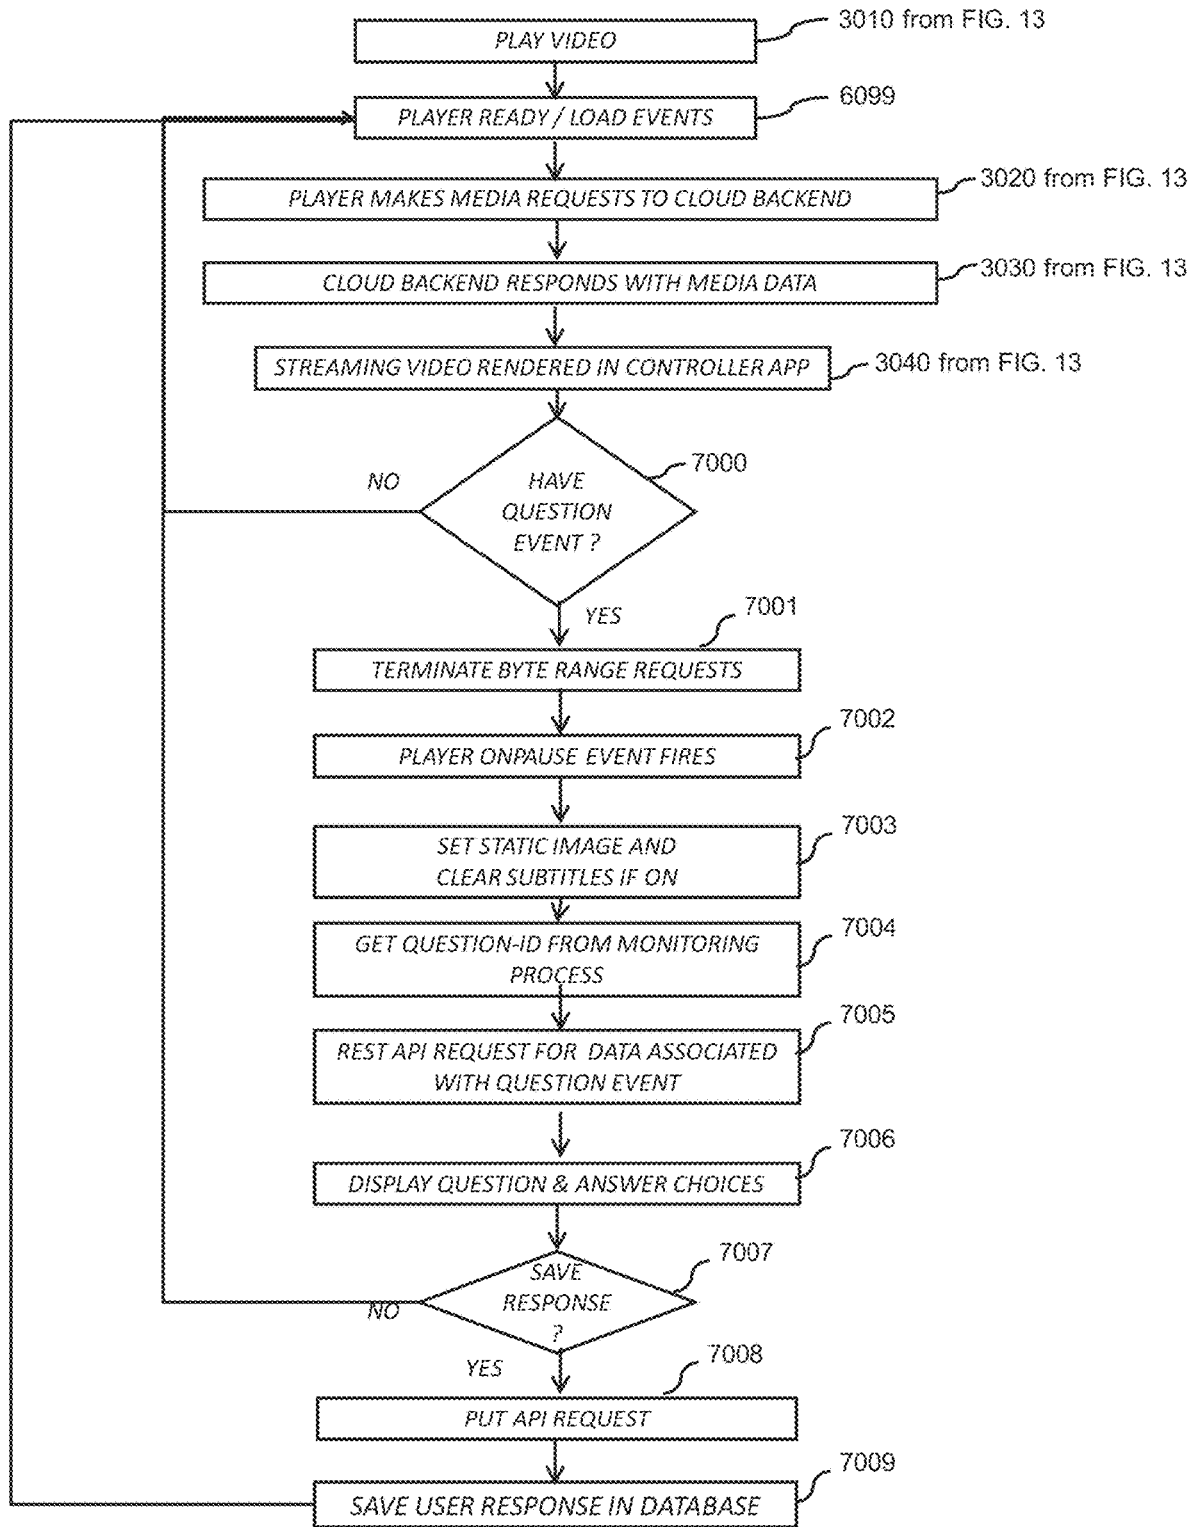 PLAY VIDEO
3010 from FIG. 13
PLAYER READY / LOAD EVENTS
6099
PLAYER MAKES MEDIA REQUESTS TO CLOUD BACKEND
3020 from FIG. 13
CLOUD BACKEND RESPONDS WITH MEDIA DATA
3030 from FIG. 13
STREAMING VIDEO RENDERED IN CONTROLLER APP
3040 from FIG. 13
HAVE
QUESTION
EVENT ?
7000
NO
YES
7001
TERMINATE BYTE RANGE REQUESTS
7002
PLAYER ONPAUSE EVENT FIRES
7003
SET STATIC IMAGE AND
CLEAR SUBTITLES IF ON
7004
GET QUESTION-ID FROM MONITORING
PROCESS
7005
REST API REQUEST FOR DATA ASSOCIATED
WITH QUESTION EVENT
7006
DISPLAY QUESTION & ANSWER CHOICES
7007
SAVE
RESPONSE
?
NO
YES
7008
PUT API REQUEST
7009
SAVE USER RESPONSE IN DATABASE